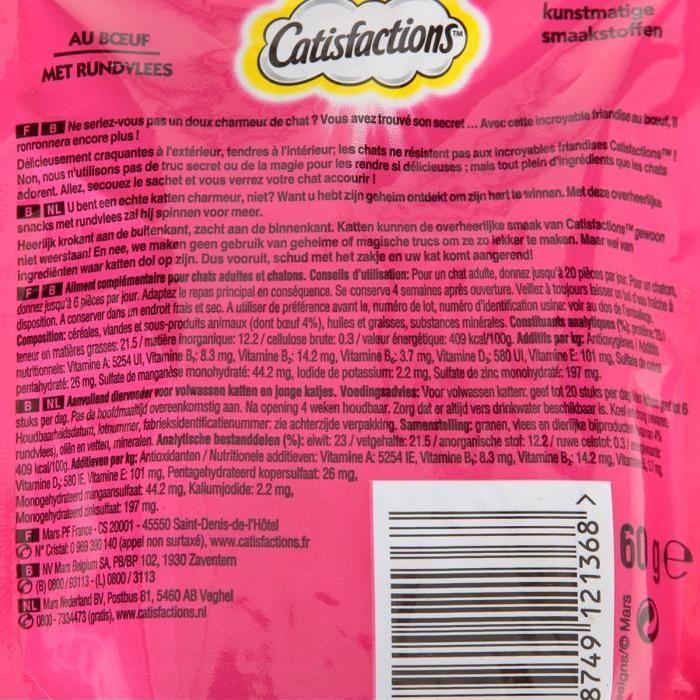 AU BŒUF
MET RUNDVLEES
Catisfactions™
kunstmatige
smaakstoffen
F B Ne seriez-vous pas un doux charmeur de chat ? Vous avez trouvé son secret ... Avec cette incroyable friandise au bœuf, il
ronronnera encore plus !
Délicieusement craquantes à l'extérieur, tendres à l'intérieur; les chats ne résistent pas aux incroyables friandises Catisfactions™ !
Non, nous n'utilisons pas de truc secret ou de la magie pour les rendre si délicieuses ; mais tout plein d'ingrédients que les chats
adorent. Allez, secouez le sachet et vous verrez votre chat accourir !
B NL U bent een echte katten charmeur, niet? Want u hebt zijn geheim ontdekt om zijn hart te winnen. Met deze overheerlijke
snacks met rundvlees zal hij spinnen voor meer.
Heerlijk krokant aan de buitenkant, zacht aan de binnenkant. Katten kunnen de overheerlijke smaak van Catisfactions™ gewoon
niet weerstaan! En nee, we maken geen gebruik van geheime of magische trucs om ze zo lekker te maken. Maar wel van
ingrediënten waar katten dol op zijn. Dus vooruit, schud met het zakje en uw kat komt aangerend!
F B Aliment complémentaire pour chats adultes et chatons. Conseils d'utilisation: Pour un chat adulte, donnez jusqu'à 20 pièces par jour. Pour un chaton,
donnez jusqu'à 6 pièces par jour. Adaptez le repas principal en conséquence. Se conserve 4 semaines après ouverture. Veillez à toujours laisser un bol d'eau fraîche à
disposition. A conserver dans un endroit frais et sec. A utiliser de préférence avant le, numéro de lot, numéro d'identification usine: voir au dos de l'emballage.
Composition: céréales, viandes et sous-produits animaux (dont bœuf 4%), huiles et graisses, substances minérales. Constituants analytiques (%): protéine: 23 /
teneur en matières grasses: 21.5 / matière inorganique: 12.2 / cellulose brute: 0.3 / valeur énergétique: 409 kcal/100g. Additifs par kg: Antioxygènes / Additifs
nutritionnels: Vitamine A: 5254 UI, Vitamine B₁: 8.3 mg, Vitamine B₂: 14.2 mg, Vitamine B₆: 3.7 mg, Vitamine D₃: 580 UI, Vitamine E: 101 mg, Sulfate de cuivre
pentahydraté: 26 mg, Sulfate de manganèse monohydraté: 44.2 mg, Iodide de potassium: 2.2 mg, Sulfate de zinc monohydraté: 197 mg.
B NL Aanvullend diervoeder voor volwassen katten en jonge katjes. Voedingsadvies: Voor volwassen katten: geef tot 20 stuks per dag geef tot 6
stuks per dag. Pas de hoofdmaaltijd overeenkomstig aan. Na opening 4 weken houdbaar. Zorg dat er altijd vers drinkwater beschikbaar is. Koel en droog bewaren.
Houdbaarheidsdatum, lotnummer, fabrieksidentificatienummer: zie achterzijde verpakking. Samenstelling: granen, vlees en dierlijke bijproducten 4%
rundvlees), oliën en vetten, mineralen. Analytische bestanddelen (%): eiwit: 23 / vetgehalte: 21.5 / anorganische stof: 12.2 / ruwe celstof: 0.3 /
409 kcal/100g. Additieven per kg: Antioxidanten / Nutritionele additieven: Vitamine A: 5254 IE, Vitamine B₁: 8.3 mg, Vitamine B₂: 14.2 mg,
Vitamine D₃: 580 IE, Vitamine E: 101 mg, Pentagehydrateerd kopersulfaat: 26 mg,
Monogehydrateerd mangaansulfaat: 44.2 mg, Kaliumjodide: 2.2 mg,
Monogehydrateerd zinksulfaat: 197 mg.
F Mars PF France - CS 20001 - 45550 Saint-Denis-de-l'Hôtel
N° Cristal: 0 969 390 140 (appel non surtaxé), www.catisfactions.fr
B NV Mars Belgium SA, PB/BP 102, 1930 Zaventem
(B) 0800 / 93113 - (L) 0800 / 3113
NL Mars Nederland BV, Postbus 81, 5460 AB Veghel
0800 - 7334473 (gratis), www.catisfactions.nl
8749 121368 >
60 g e
/© Mars